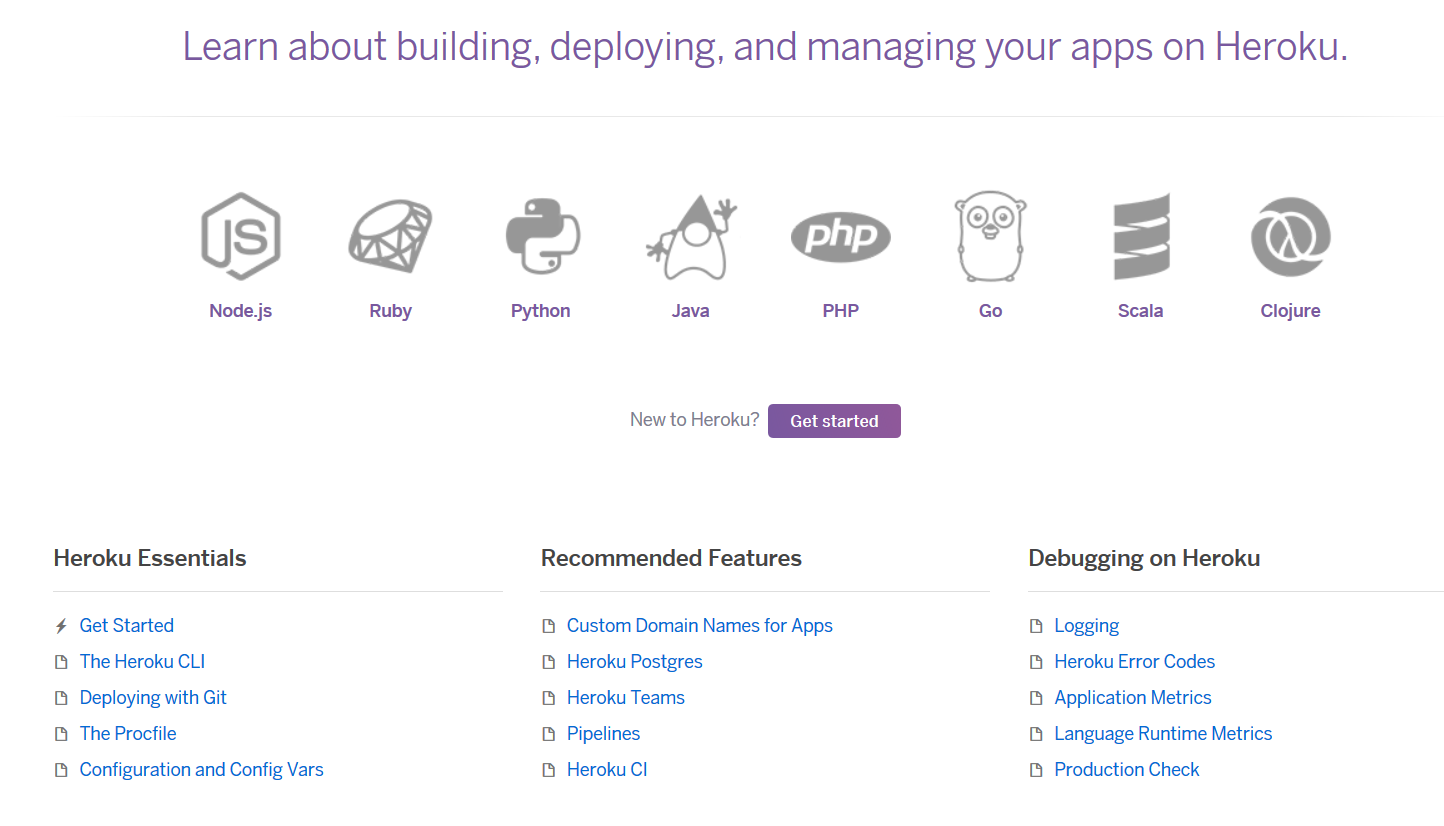 Learn about building, deploying, and managing your apps on Heroku.
JS
php
Node.js
Ruby
Python
Java
PHP
Go
Scala
Clojure
New to Heroku? Get started
Heroku Essentials
Get Started
The Heroku CLI
Deploying with Git
The Procfile
Configuration and Config Vars
Recommended Features
Custom Domain Names for Apps
Heroku Postgres
Heroku Teams
Pipelines
Heroku CI
Debugging on Heroku
Logging
Heroku Error Codes
Application Metrics
Language Runtime Metrics
Production Check